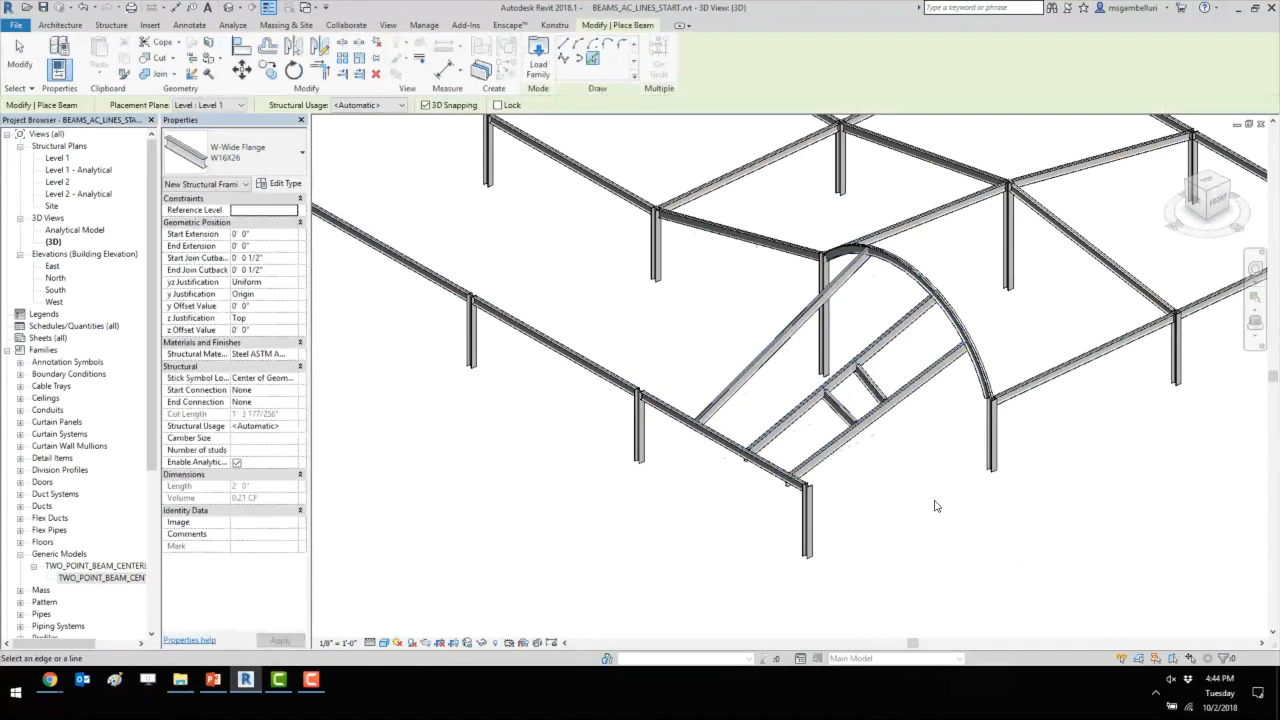 Autodesk Revit 2018.1 - BEAMS_AC_LINES_START.rvt - 3D View: {3D}
Type a keyword or phrase
msgambelluri
File Architecture Structure Insert Annotate Analyze Massing & Site Collaborate View Manage Add-Ins Enscape™ Konstru Modify | Place Beam
Modify Properties Paste Cope Cut Join Load Family On Grids
Select Properties Clipboard Geometry Modify View Measure Create Mode Draw Multiple
Modify | Place Beam Placement Plane: Level : Level 1 Structural Usage: <Automatic> 3D Snapping Lock
Project Browser - BEAMS_AC_LINES_STA...
Views (all)
Structural Plans
Level 1
Level 1 - Analytical
Level 2
Level 2 - Analytical
Site
3D Views
Analytical Model
{3D}
Elevations (Building Elevation)
East
North
South
West
Legends
Schedules/Quantities (all)
Sheets (all)
Families
Annotation Symbols
Boundary Conditions
Cable Trays
Ceilings
Conduits
Curtain Panels
Curtain Systems
Curtain Wall Mullions
Detail Items
Division Profiles
Doors
Duct Systems
Ducts
Flex Ducts
Flex Pipes
Floors
Generic Models
TWO_POINT_BEAM_CENTERL
TWO_POINT_BEAM_CENT
Mass
Pattern
Pipes
Piping Systems
Properties
W-Wide Flange
W16X26
New Structural Frami Edit Type
Constraints
Reference Level
Geometric Position
Start Extension 0' 0"
End Extension 0' 0"
Start Join Cutback 0' 0 1/2"
End Join Cutback 0' 0 1/2"
yz Justification Uniform
y Justification Origin
y Offset Value 0' 0"
z Justification Top
z Offset Value 0' 0"
Materials and Finishes
Structural Mate... Steel ASTM A...
Structural
Stick Symbol Lo... Center of Geom...
Start Connection None
End Connection None
Cut Length 1' 3 177/256"
Structural Usage <Automatic>
Camber Size
Number of studs
Enable Analytic...
Dimensions
Length 2' 0"
Volume 0.21 CF
Identity Data
Image
Comments
Mark
Properties help Apply
FRONT
1/8" = 1'-0"
Select an edge or a line
:0 Main Model :0
4:44 PM
Tuesday
10/2/2018